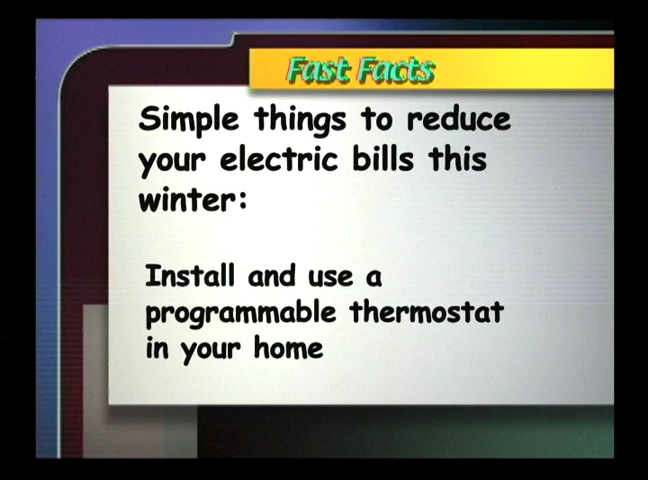 Fast Facts
Simple things to reduce
your electric bills this
winter:
Install and use a
programmable thermostat
in your home